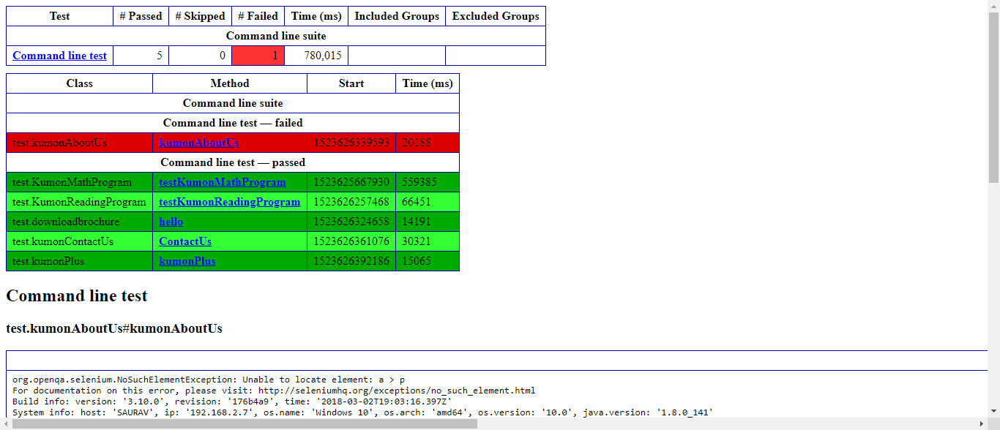 Test # Passed # Skipped # Failed Time (ms) Included Groups Excluded Groups
Command line suite
Command line test 5 0 1 780,015
Class Method Start Time (ms)
Command line suite
Command line test — failed
test.kumonAboutUs kumonAboutUs 1523626339593 20188
Command line test — passed
test.KumonMathProgram testKumonMathProgram 1523625667930 559385
test.KumonReadingProgram testKumonReadingProgram 1523626257468 66451
test.downloadbrochure hello 1523626324658 14191
test.kumonContactUs ContactUs 1523626361076 30321
test.kumonPlus kumonPlus 1523626392186 15065
Command line test
test.kumonAboutUs#kumonAboutUs
org.openqa.selenium.NoSuchElementException: Unable to locate element: a > p
For documentation on this error, please visit: http://seleniumhq.org/exceptions/no_such_element.html
Build info: version: '3.10.0', revision: '176b4a9', time: '2018-03-02T19:03:16.397Z'
System info: host: 'SAURAV', ip: '192.168.2.7', os.name: 'Windows 10', os.arch: 'amd64', os.version: '10.0', java.version: '1.8.0_141'